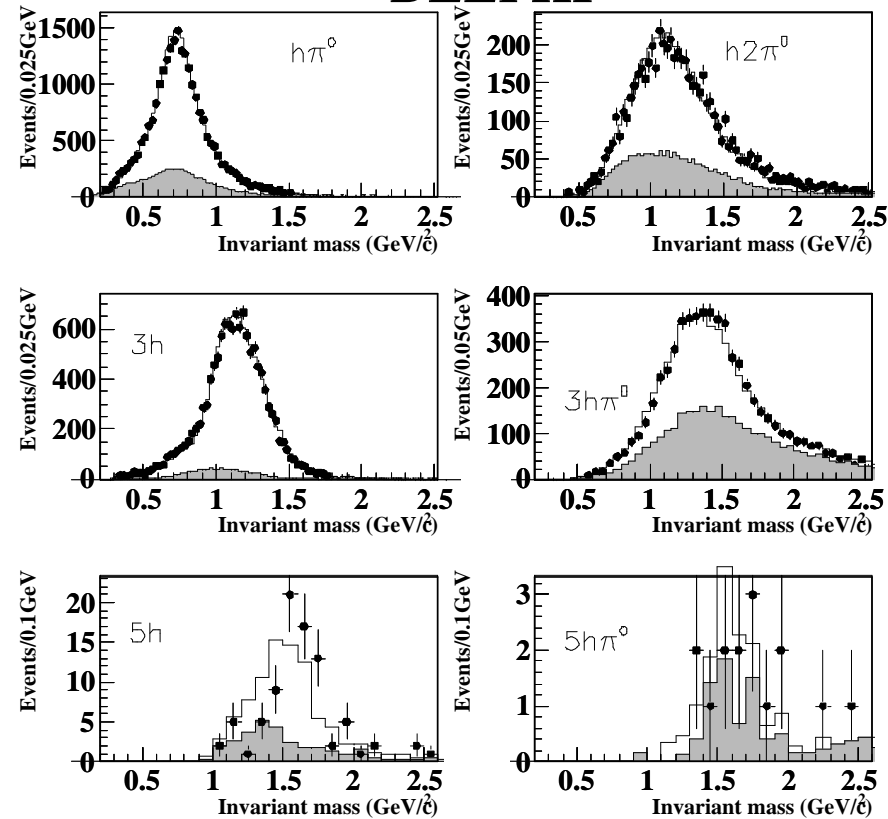 1500
1000
500
0
0.5 1 1.5 2 2.5
Events/0.025GeV
Invariant mass (GeV/c²)
hπ⁰
200
150
100
50
0
0.5 1 1.5 2 2.5
Events/0.025GeV
Invariant mass (GeV/c²)
h2π⁰
600
400
200
0
0.5 1 1.5 2 2.5
Events/0.025GeV
Invariant mass (GeV/c²)
3h
400
300
200
100
0
0.5 1 1.5 2 2.5
Events/0.05GeV
Invariant mass (GeV/c²)
3hπ⁰
20
15
10
5
0
0.5 1 1.5 2 2.5
Events/0.1GeV
Invariant mass (GeV/c²)
5h
3
2
1
0
0.5 1 1.5 2 2.5
Events/0.1GeV
Invariant mass (GeV/c²)
5hπ⁰